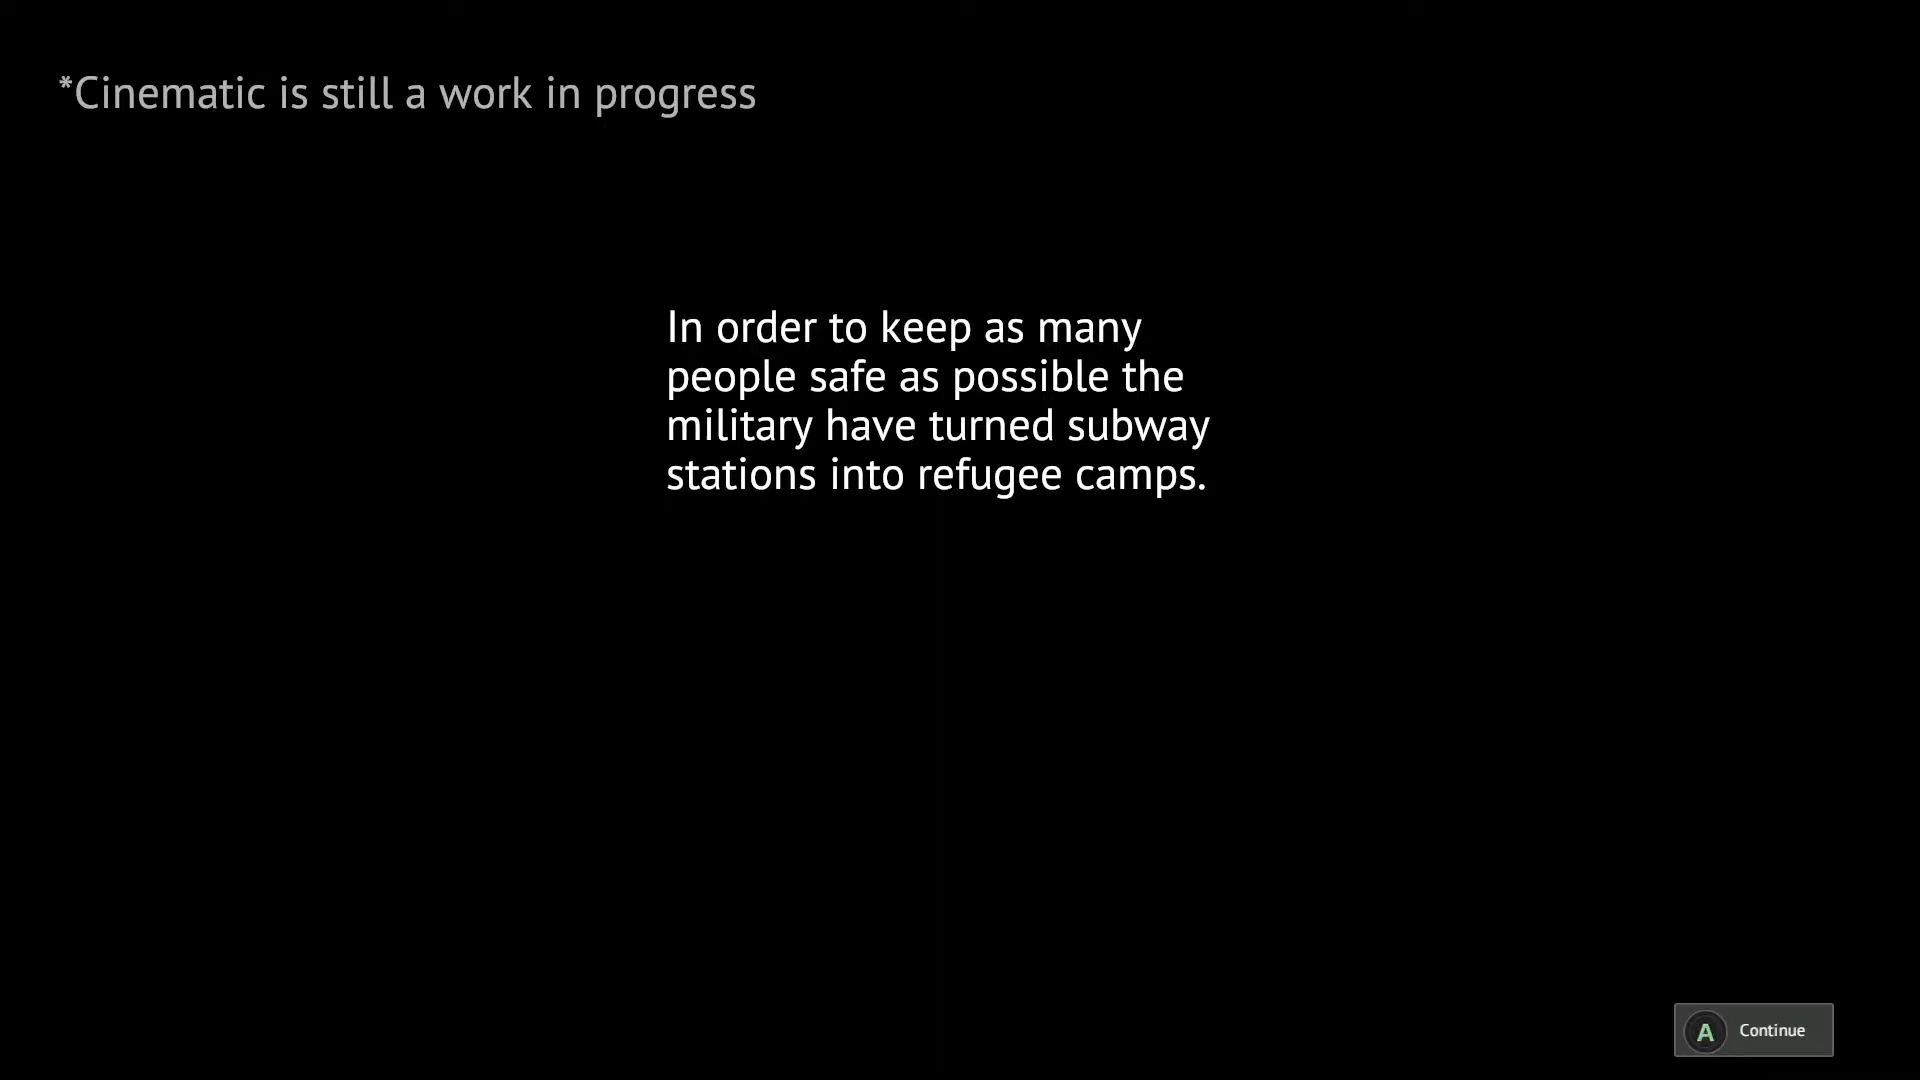 *Cinematic is still a work in progress
In order to keep as many
people safe as possible the
military have turned subway
stations into refugee camps.
A Continue